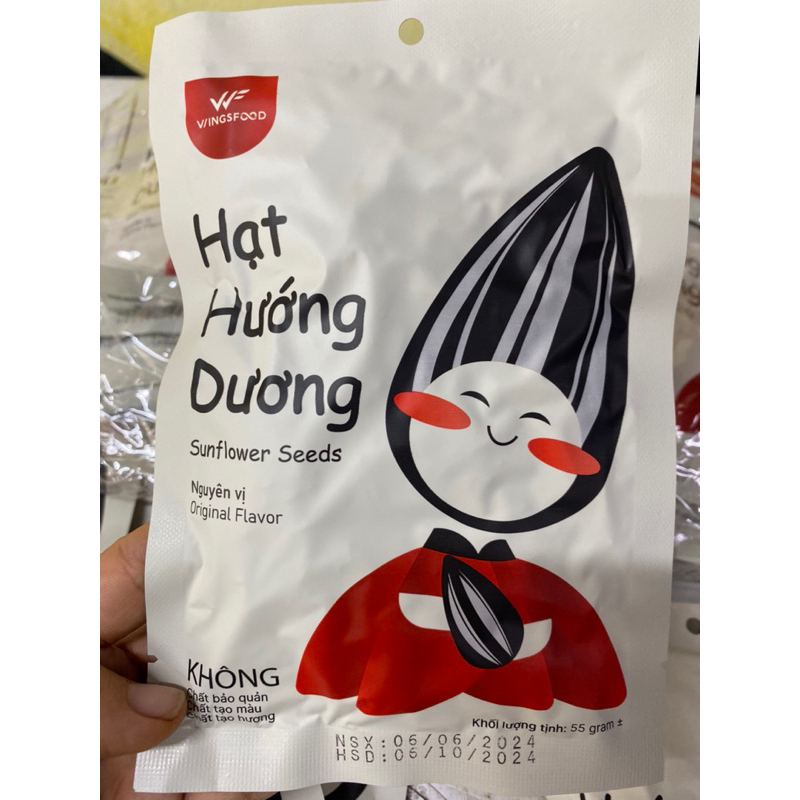 WF
WINGSFOOD
Hạt
Hướng
Dương
Sunflower Seeds
Nguyên vị
Original Flavor
KHÔNG
Chất bảo quản
Chất tạo màu
Chất tạo hương
Khối lượng tịnh: 55 gram ±
NSX: 06/06/2024
HSD: 06/10/2024